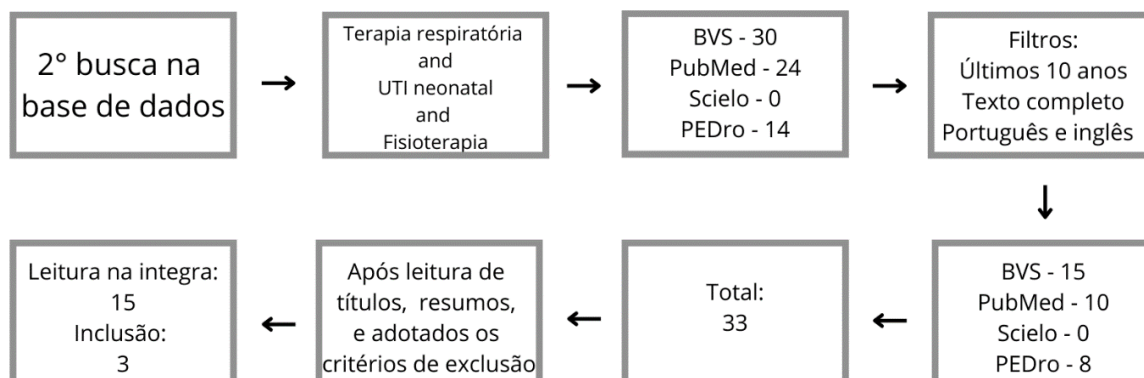 2° busca na
base de dados
Terapia respiratória
and
UTI neonatal
and
Fisioterapia
BVS - 30
PubMed - 24
Scielo - 0
PEDro - 14
Filtros:
Últimos 10 anos
Texto completo
Português e inglês
BVS - 15
PubMed - 10
Scielo - 0
PEDro - 8
Total:
33
Após leitura de
títulos, resumos,
e adotados os
critérios de exclusão
Leitura na integra:
15
Inclusão:
3